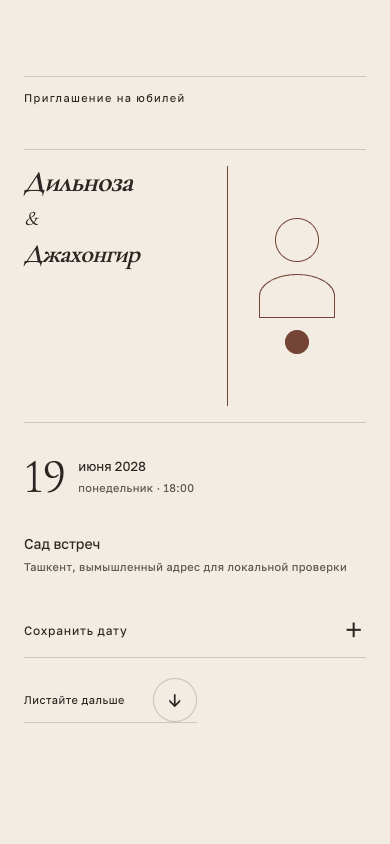 Приглашение на юбилей
Дильноза
&
Джахонгир
19
июня 2028
понедельник · 18:00
Сад встреч
Ташкент, вымышленный адрес для локальной проверки
Сохранить дату
Листайте дальше